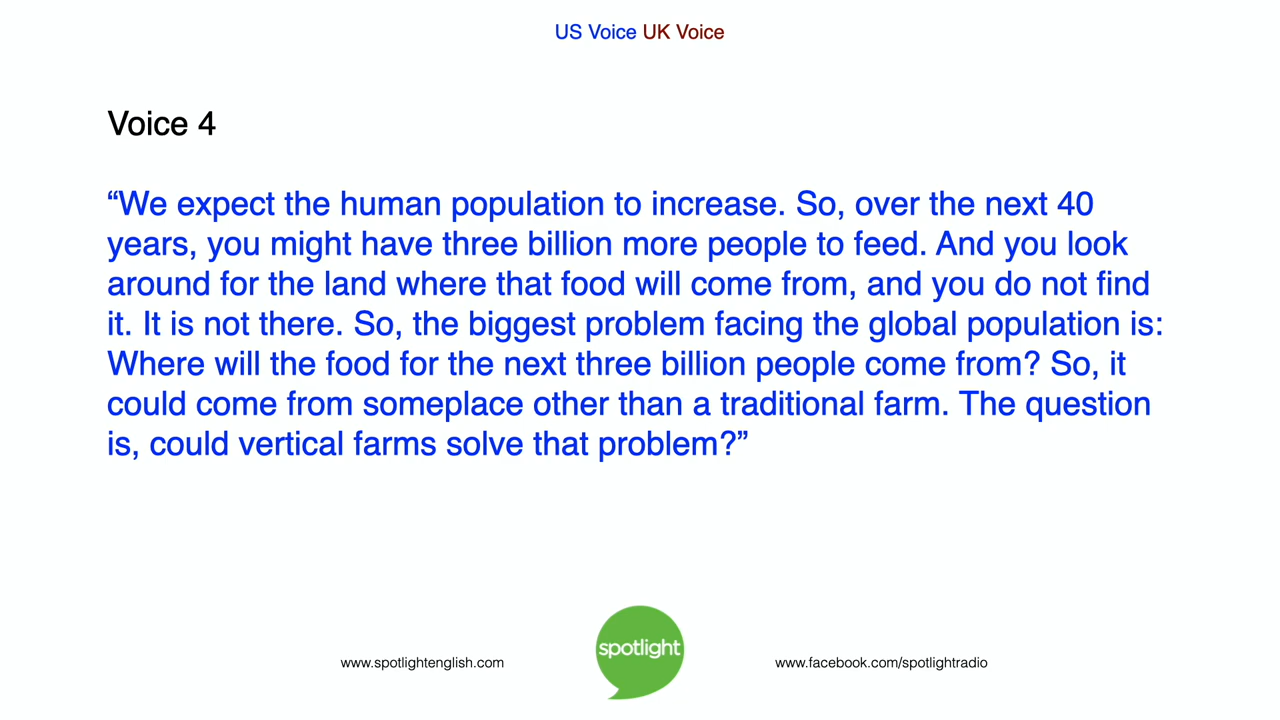 US Voice UK Voice
Voice 4
“We expect the human population to increase. So, over the next 40
years, you might have three billion more people to feed. And you look
around for the land where that food will come from, and you do not find
it. It is not there. So, the biggest problem facing the global population is:
Where will the food for the next three billion people come from? So, it
could come from someplace other than a traditional farm. The question
is, could vertical farms solve that problem?”
spotlight
www.spotlightenglish.com
www.facebook.com/spotlightradio